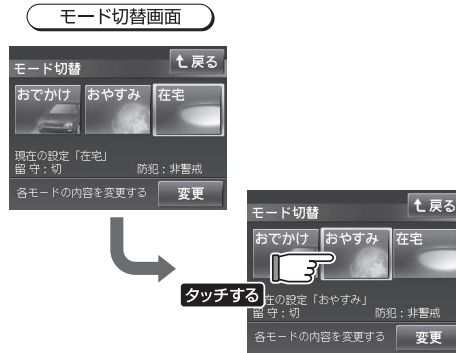 モード切替画面
モード切替
戻る
おでかけ おやすみ 在宅
現在の設定「在宅」
留守:切 防犯:非警戒
各モードの内容を変更する 変更
モード切替
戻る
おでかけ おやすみ 在宅
タッチする
在の設定「おやすみ」
留守:切 防犯:非警戒
各モードの内容を変更する 変更